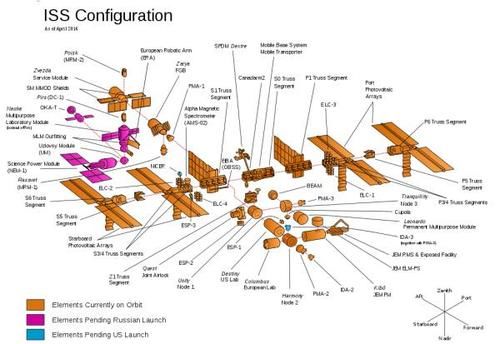 ISS Configuration
As of April 2016
Poisk
(MRM-2)
Zvezda
Service Module
SM MMOD Shields
Pirs (DC-1)
OKA-T
Nauka
Multipurpose
Laboratory Module
MLM Outfitting
Uzlovoy Module
(UM)
Science Power Module
(NEM-1)
Rassvet
(MRM-1)
S6 Truss
Segment
S5 Truss
Segment
Starboard
Photovoltaic Arrays
S3/4 Truss Segments
ELC-2
European Robotic Arm
(ERA)
Zarya
FGB
PMA-1
Alpha Magnetic
Spectrometer
(AMS-02)
NICER
S1 Truss
Segment
SPDM Dextre
Canadarm2
Mobile Base System
Mobile Transporter
S0 Truss
Segment
P1 Truss Segment
ELC-3
Port
Photovoltaic
Arrays
P6 Truss Segment
P5 Truss
Segment
P3/4 Truss Segments
ELC-1
EIBA
(OBSS)
BEAM
PMA-3
Tranquility
Node 3
Cupola
Leonardo
Permanent Multipurpose Module
IDA-3
JEM RMS & Exposed Facility
JEM ELM-PS
Kibō
JEM PM
IDA-2
PMA-2
Harmony
Node 2
Columbus
European Lab
Destiny
US Lab
Unity
Node 1
Quest
Joint Airlock
Z1 Truss
Segment
ESP-3
ESP-2
ESP-1
ELC-4
Elements Currently on Orbit
Elements Pending Russian Launch
Elements Pending US Launch
Zenith
Aft
Port
Starboard
Forward
Nadir